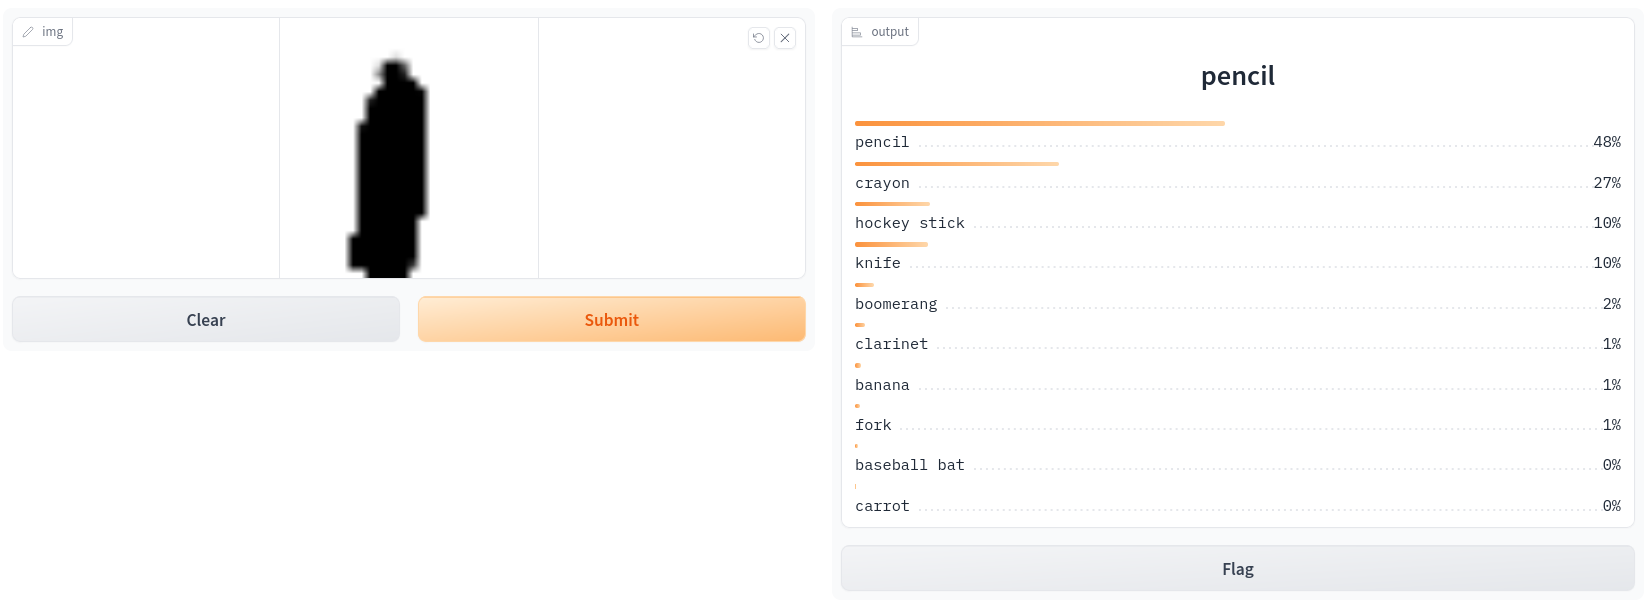 img
Clear
Submit
output
pencil
pencil 48%
crayon 27%
hockey stick 10%
knife 10%
boomerang 2%
clarinet 1%
banana 1%
fork 1%
baseball bat 0%
carrot 0%
Flag